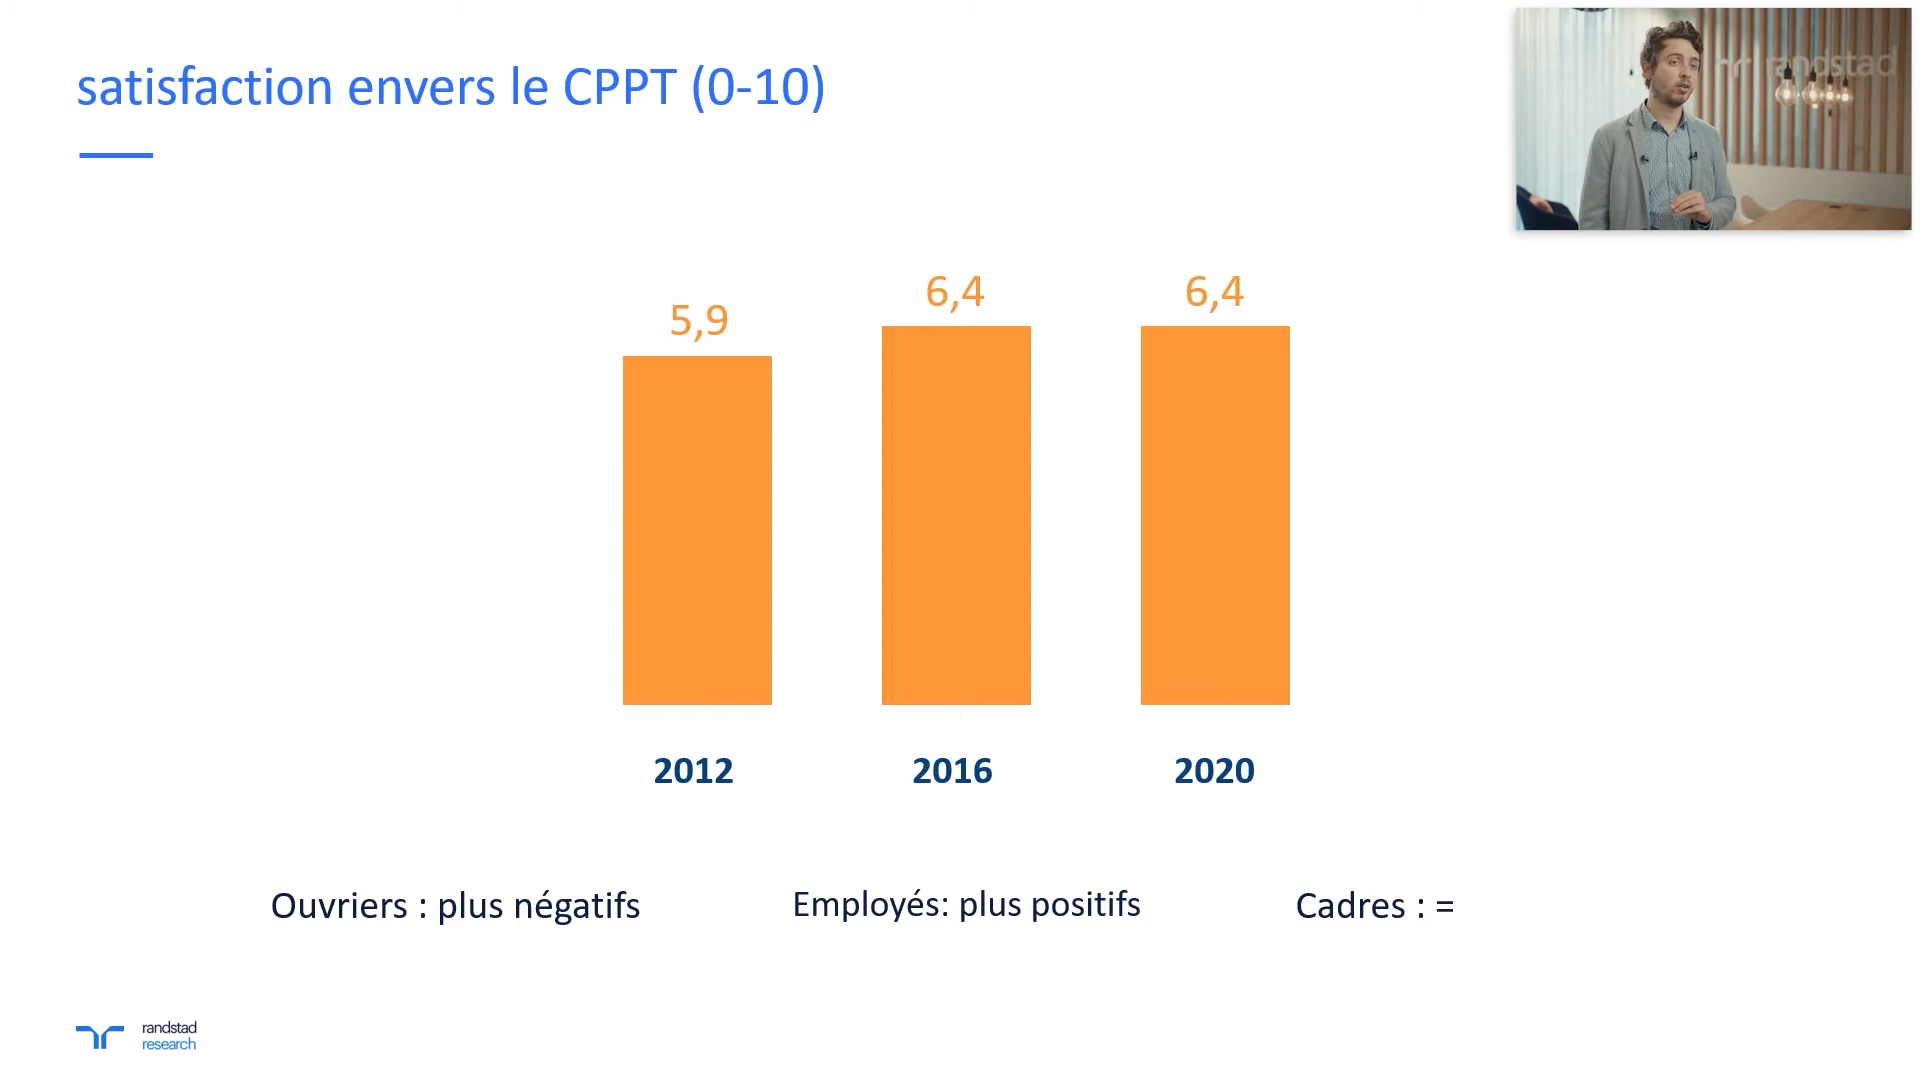 satisfaction envers le CPPT (0-10)
randstad
5,9
6,4
6,4
2012
2016
2020
Ouvriers : plus négatifs
Employés: plus positifs
Cadres : =
randstad
research